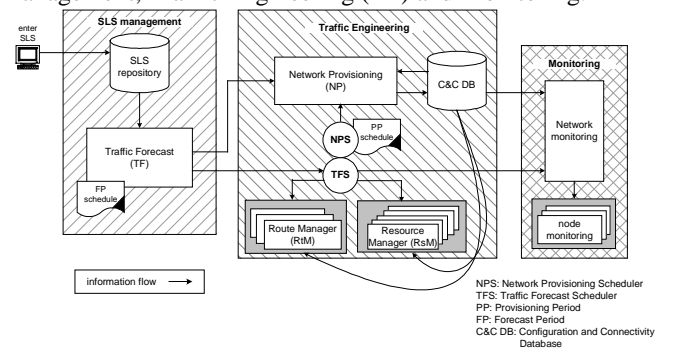 enter
SLS
SLS management
SLS
repository
Traffic Forecast
(TF)
FP
schedule
Traffic Engineering
Network Provisioning
(NP)
C&C DB
PP
schedule
NPS
TFS
Route Manager
(RtM)
Resource
Manager (RsM)
Monitoring
Network
monitoring
node
monitoring
information flow
NPS: Network Provisioning Scheduler
TFS: Traffic Forecast Scheduler
PP: Provisioning Period
FP: Forecast Period
C&C DB: Configuration and Connectivity
Database